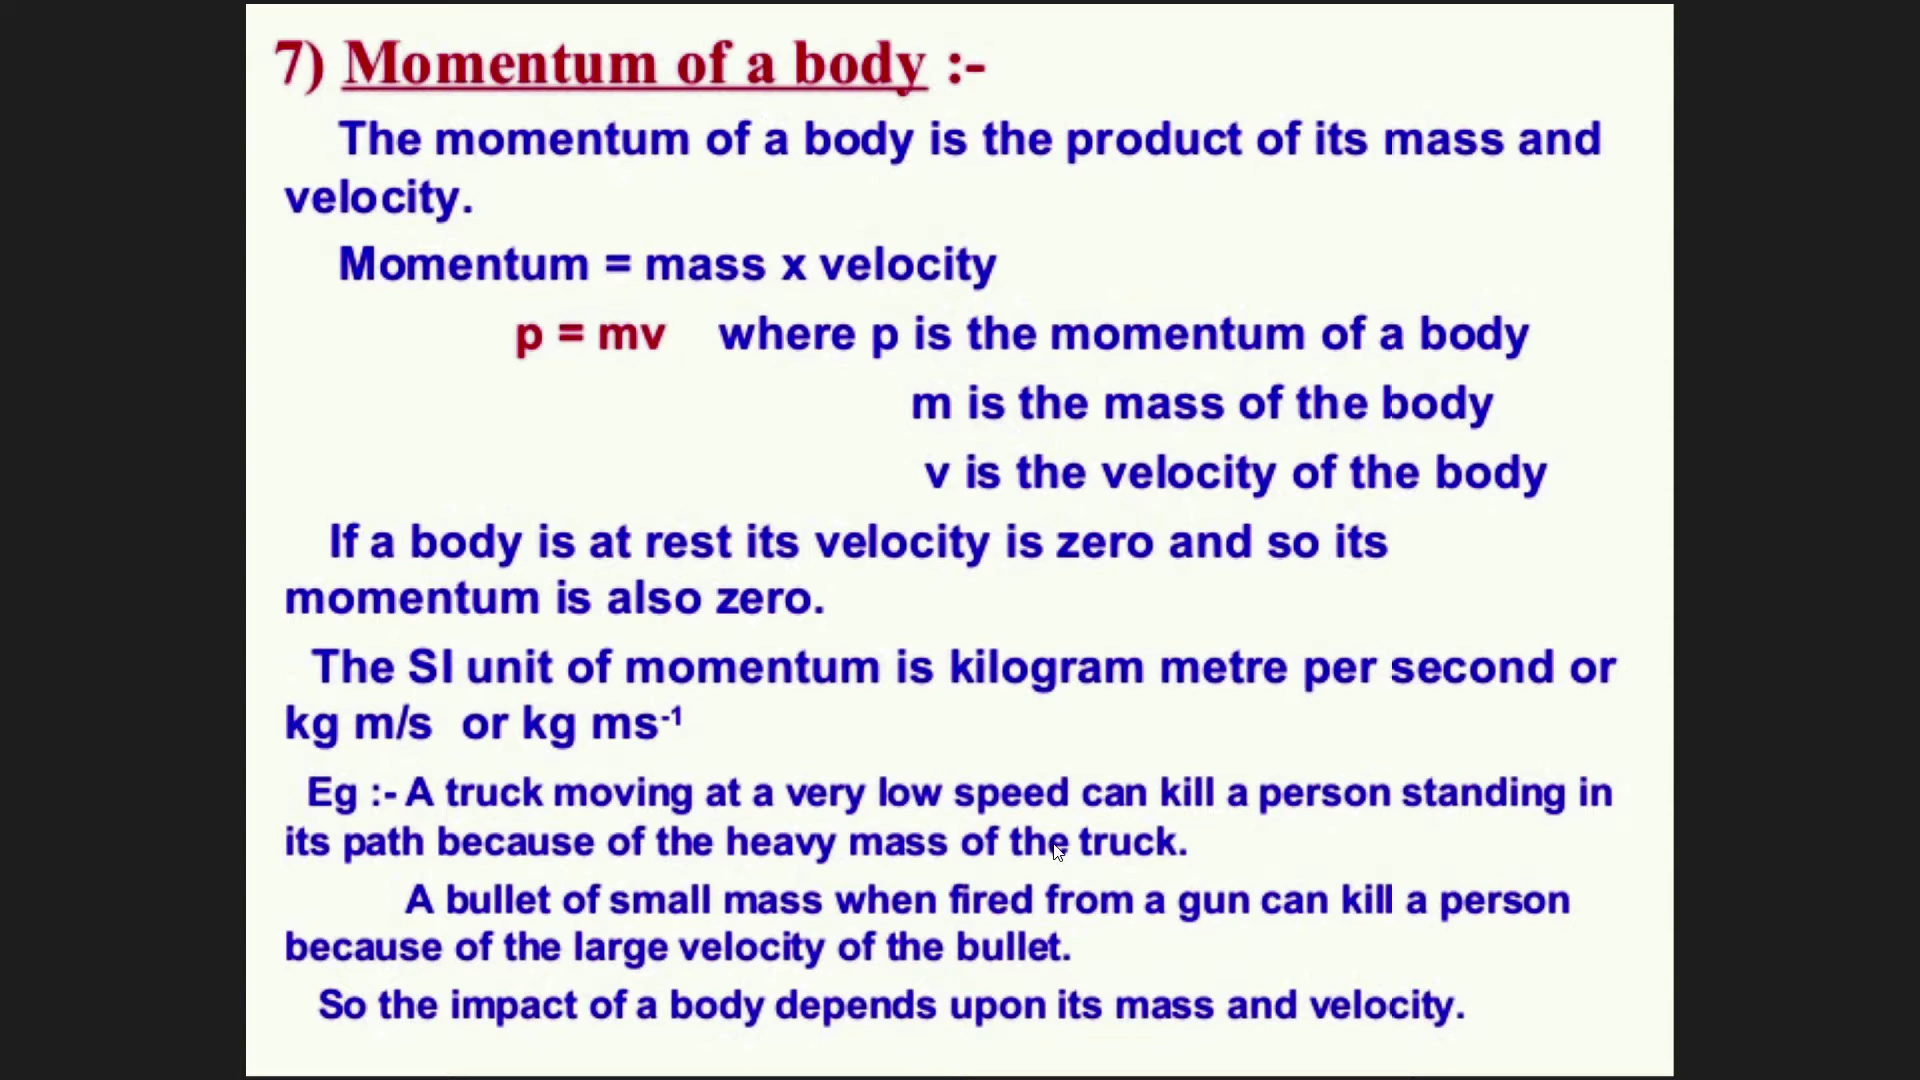 7) Momentum of a body :-
The momentum of a body is the product of its mass and
velocity.
Momentum = mass x velocity
p = mv where p is the momentum of a body
m is the mass of the body
v is the velocity of the body
If a body is at rest its velocity is zero and so its
momentum is also zero.
The SI unit of momentum is kilogram metre per second or
kg m/s or kg ms⁻¹
Eg :- A truck moving at a very low speed can kill a person standing in
its path because of the heavy mass of the truck.
A bullet of small mass when fired from a gun can kill a person
because of the large velocity of the bullet.
So the impact of a body depends upon its mass and velocity.